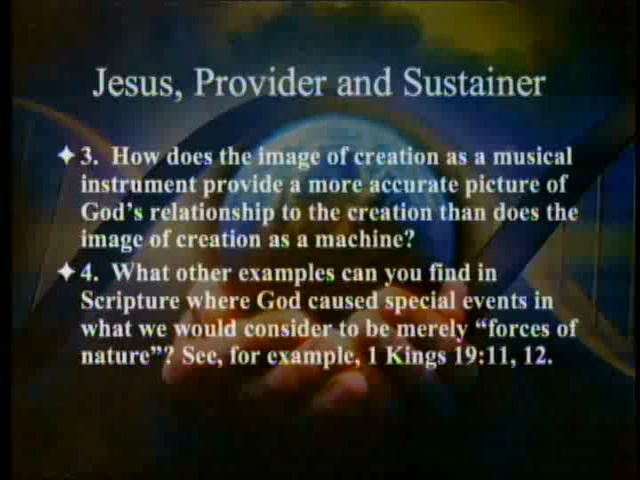 Jesus, Provider and Sustainer
3. How does the image of creation as a musical
instrument provide a more accurate picture of
God's relationship to the creation than does the
image of creation as a machine?
4. What other examples can you find in
Scripture where God caused special events in
what we would consider to be merely “forces of
nature”? See, for example, 1 Kings 19:11, 12.